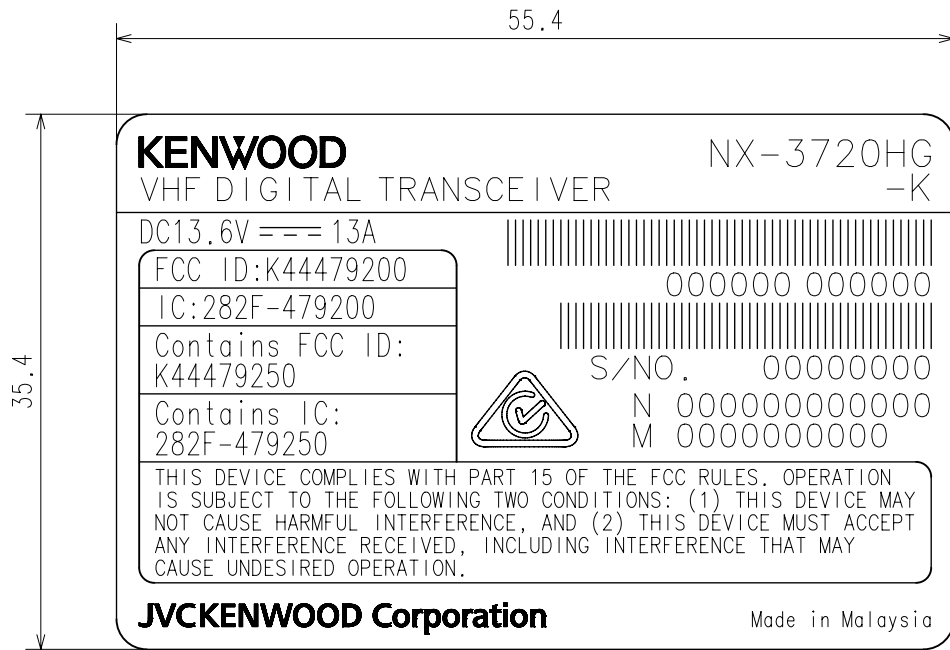 55.4
35.4
KENWOOD
NX-3720HG
-K
VHF DIGITAL TRANSCEIVER
DC13.6V 13A
FCC ID:K44479200
IC:282F-479200
Contains FCC ID:
K44479250
Contains IC:
282F-479250
000000 000000
S/NO. 00000000
N 000000000000
M 0000000000
THIS DEVICE COMPLIES WITH PART 15 OF THE FCC RULES. OPERATION
IS SUBJECT TO THE FOLLOWING TWO CONDITIONS: (1) THIS DEVICE MAY
NOT CAUSE HARMFUL INTERFERENCE, AND (2) THIS DEVICE MUST ACCEPT
ANY INTERFERENCE RECEIVED, INCLUDING INTERFERENCE THAT MAY
CAUSE UNDESIRED OPERATION.
JVCKENWOOD Corporation
Made in Malaysia